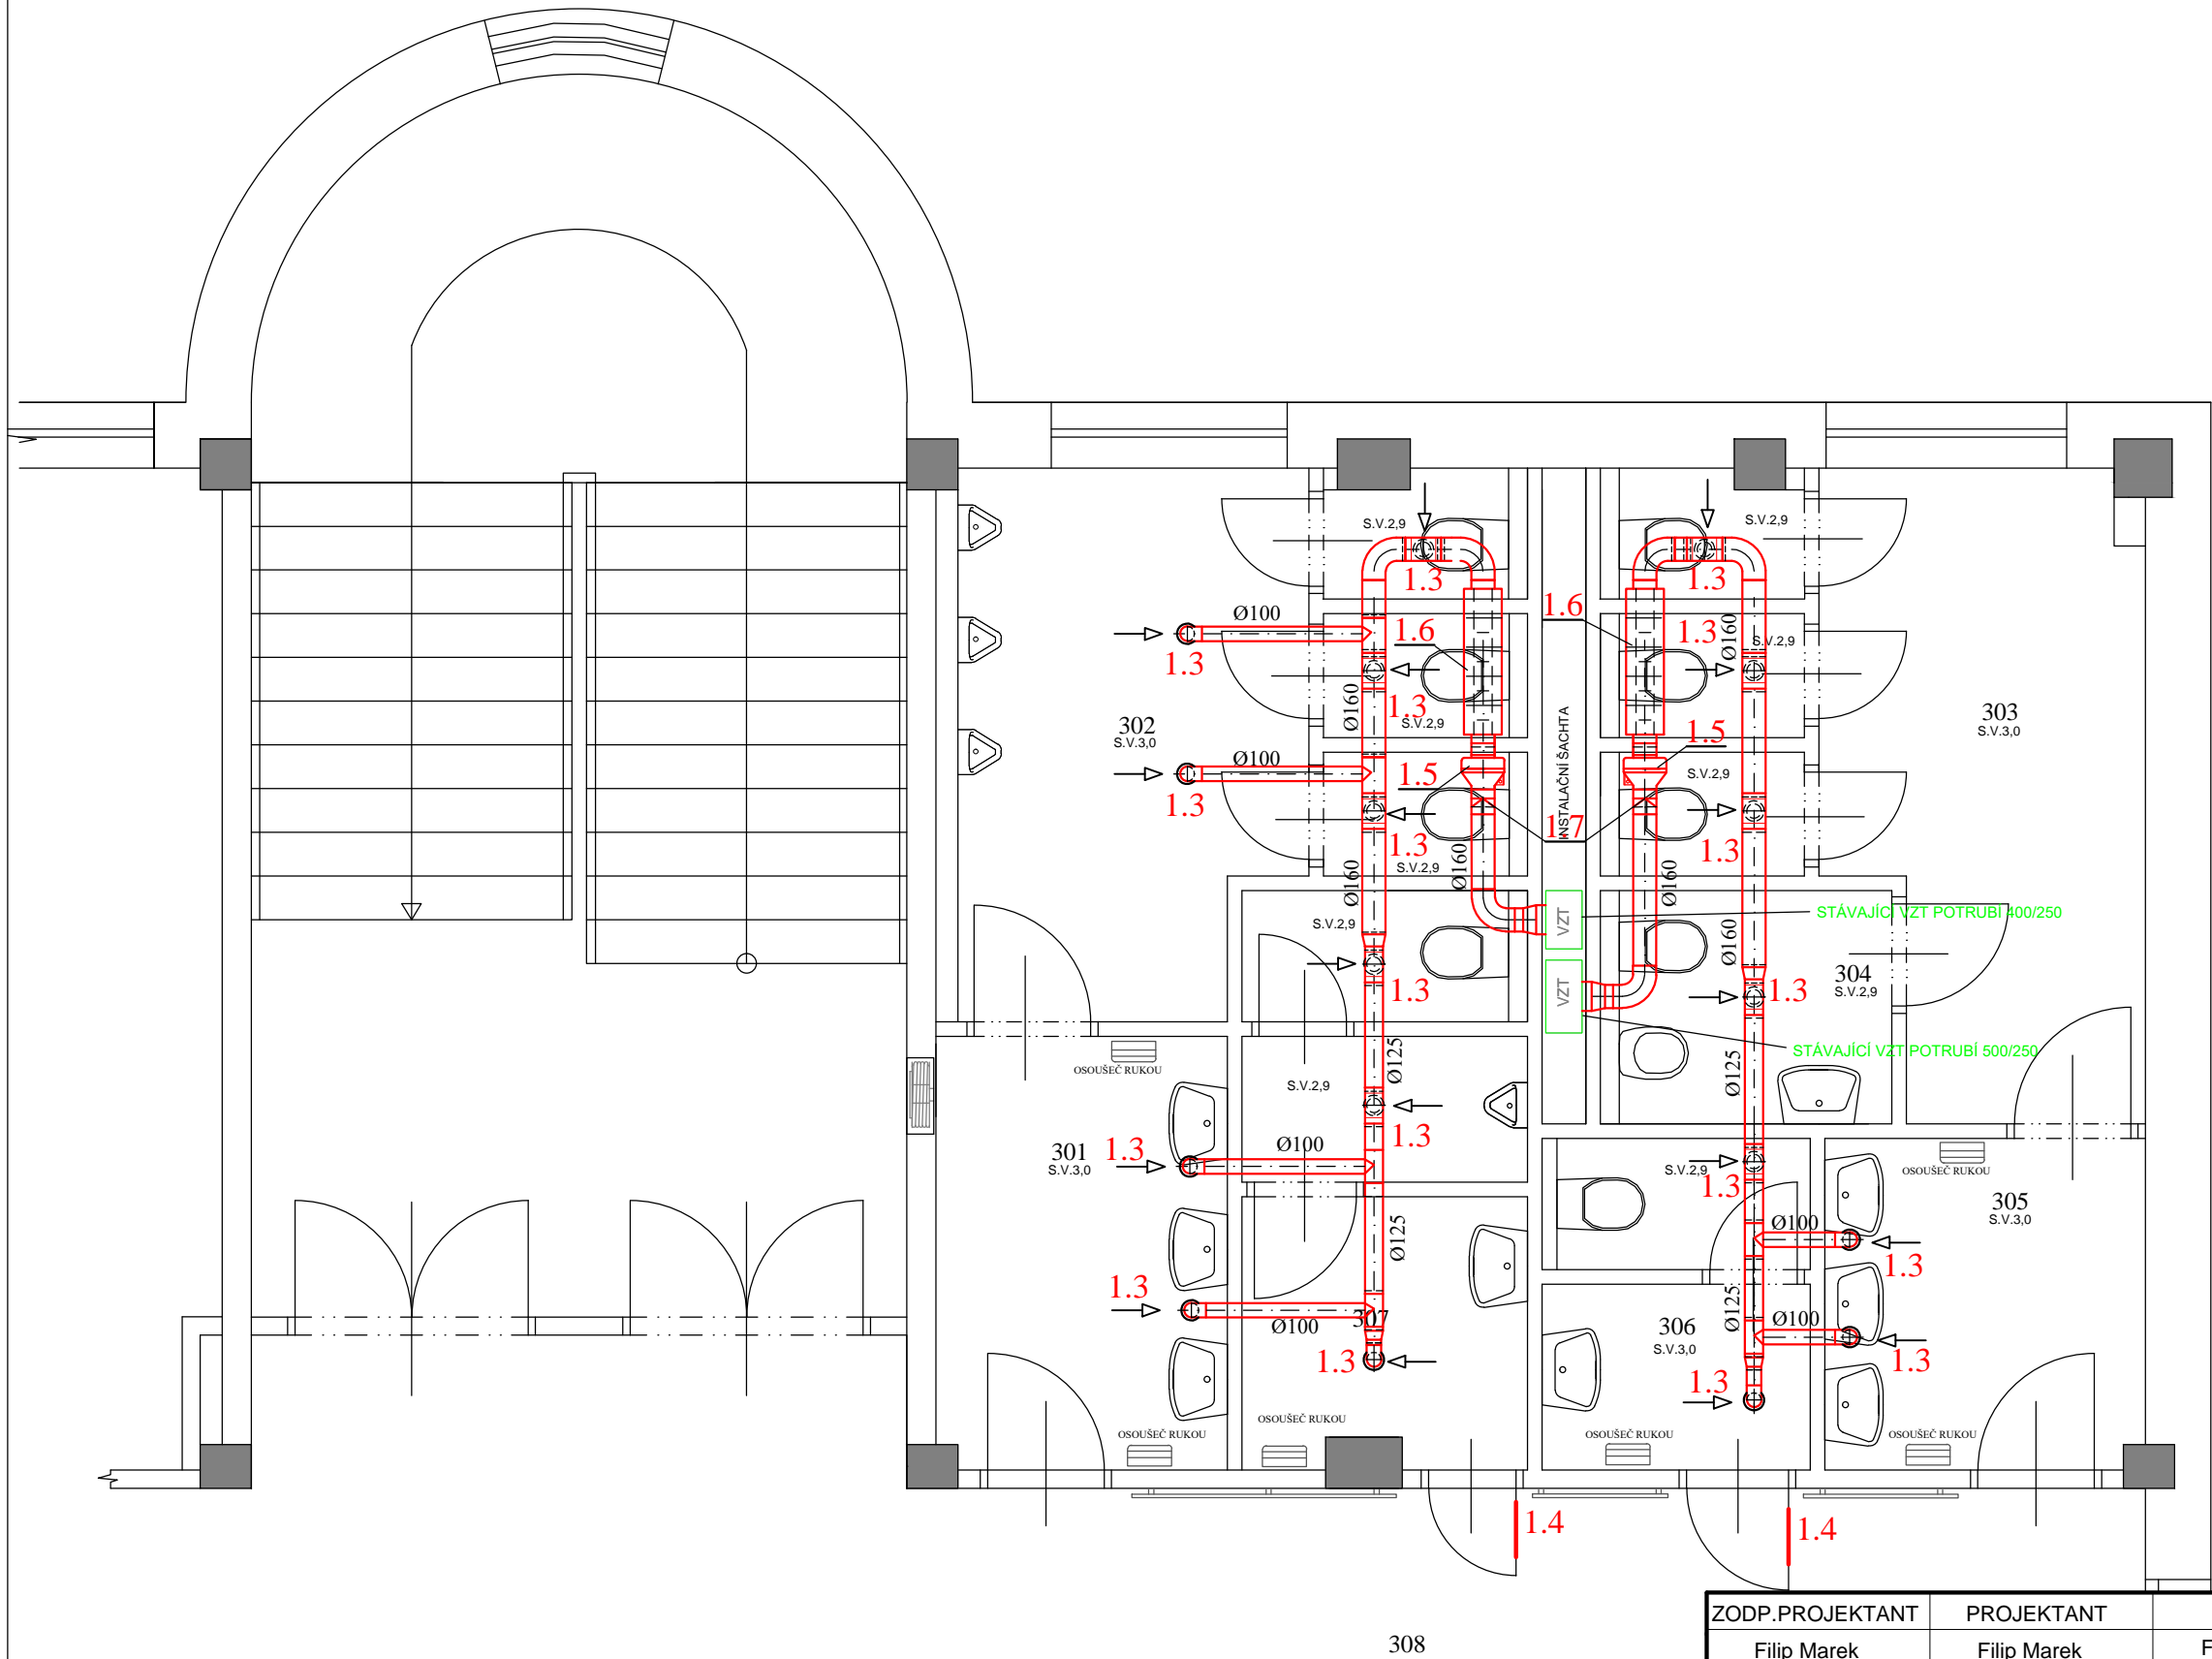 S.V.2,9
S.V.2,9
1.3
1.3
Ø100
1.6
1.6
1.3
Ø160
S.V.2,9
1.3
Ø160
1.3
S.V.2,9
302
S.V.3,0
303
S.V.3,0
INSTALAČNÍ ŠACHTA
1.5
Ø100
1.5
S.V.2,9
1.3
1.7
1.3
1.3
S.V.2,9
Ø160
Ø160
Ø160
S.V.2,9
VZT
STÁVAJÍCÍ VZT POTRUBÍ 400/250
Ø160
304
S.V.2,9
1.3
VZT
1.3
STÁVAJÍCÍ VZT POTRUBÍ 500/250
OSOUŠEČ RUKOU
S.V.2,9
Ø125
Ø125
301
S.V.3,0
1.3
Ø100
1.3
S.V.2,9
1.3
OSOUŠEČ RUKOU
305
S.V.3,0
Ø125
Ø100
1.3
1.3
Ø100
307
Ø125
Ø100
306
S.V.3,0
1.3
1.3
1.3
OSOUŠEČ RUKOU
OSOUŠEČ RUKOU
OSOUŠEČ RUKOU
OSOUŠEČ RUKOU
1.4
1.4
308
ZODP.PROJEKTANT
PROJEKTANT
Filip Marek
Filip Marek
F